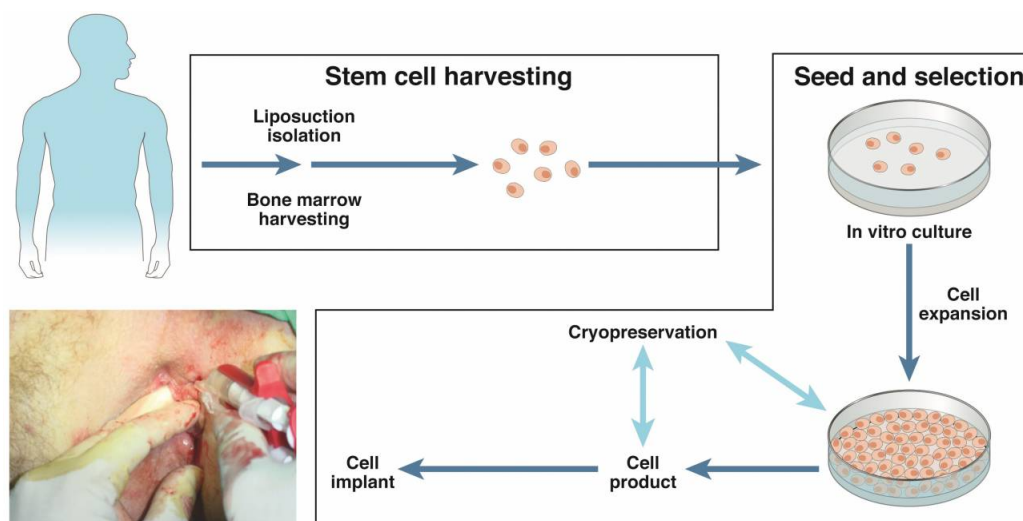 Stem cell harvesting
Liposuction
isolation
Bone marrow
harvesting
Seed and selection
In vitro culture
Cell
expansion
Cryopreservation
Cell
product
Cell
implant